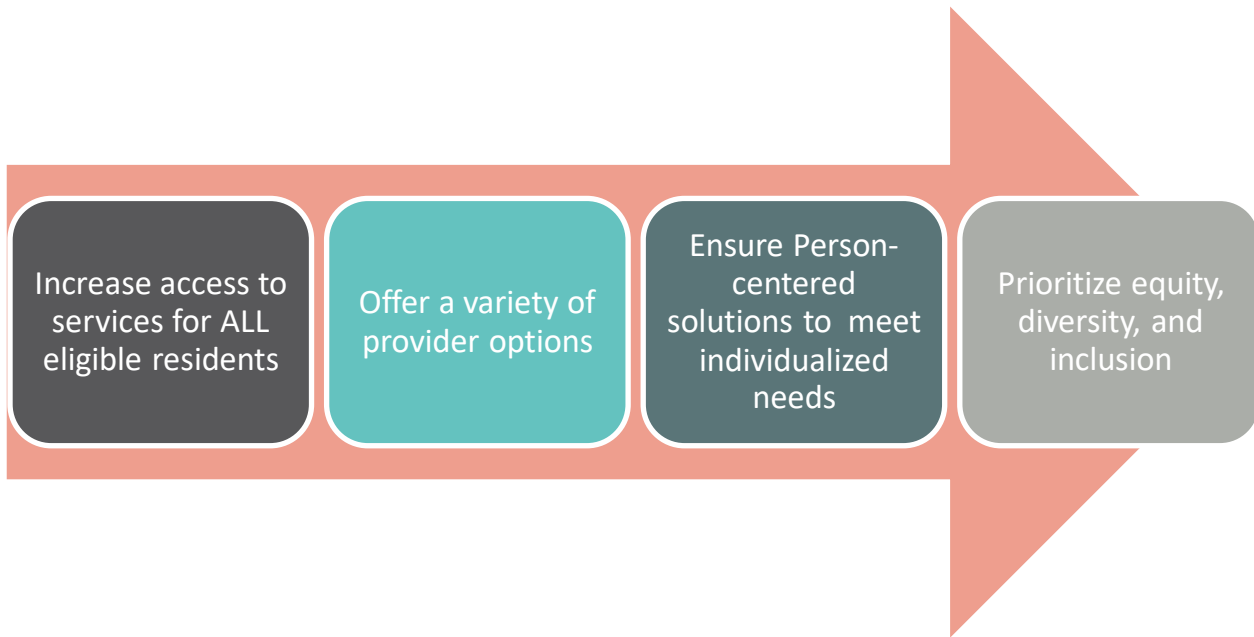 Increase access to
services for ALL
eligible residents
Offer a variety of
provider options
Ensure Person-
centered
solutions to  meet
individualized
needs
Prioritize equity,
diversity, and
inclusion